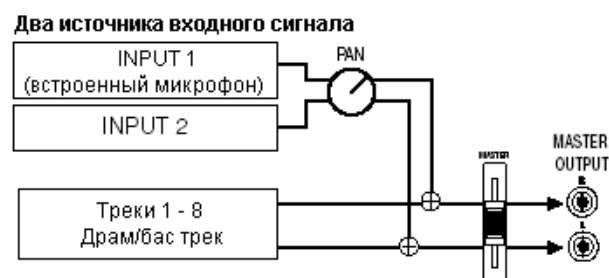 Два источника входного сигнала
INPUT 1
(встроенный микрофон)
PAN
INPUT 2
MASTER
MASTER
OUTPUT
R
L
Треки 1 - 8
Драм/бас трек